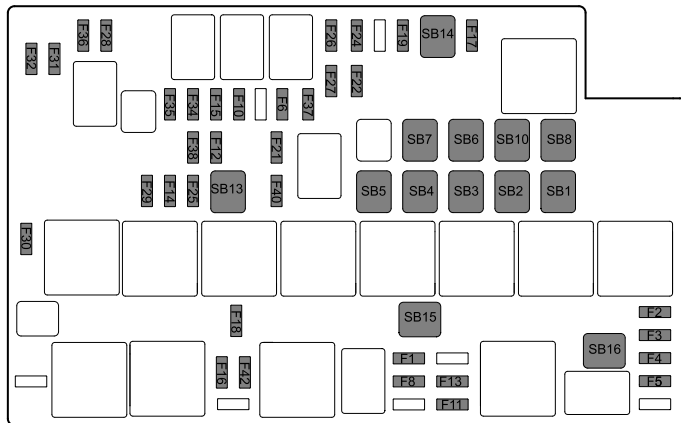 F36 F28 F26 F24 F19 SB14 F17
F32 F31
F27 F22
F35 F34 F15 F10 F6 F37
F38 F12 F21 SB7 SB6 SB10 SB8
F29 F14 F25 SB13 F40 SB5 SB4 SB3 SB2 SB1
F30
F18 SB15 F2
F3
SB16
F1 F4
F16 F42 F8 F13 F5
F11